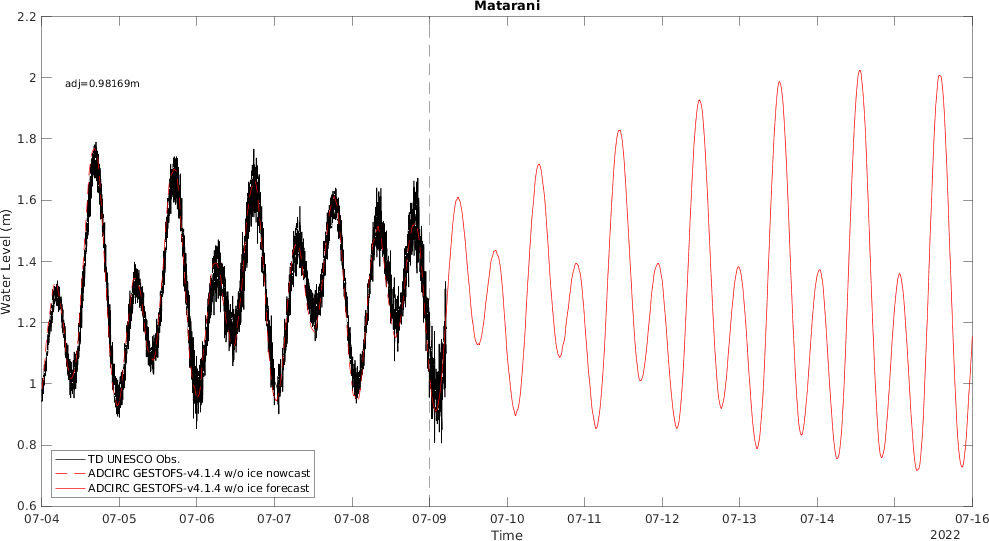 Matarani
2.2
2
1.8
1.6
1.4
1.2
1
0.8
0.6
Water Level (m)
adj=0.98169m
TD UNESCO Obs.
ADCIRC GESTOFS-v4.1.4 w/o ice nowcast
ADCIRC GESTOFS-v4.1.4 w/o ice forecast
07-04 07-05 07-06 07-07 07-08 07-09 07-10 07-11 07-12 07-13 07-14 07-15 07-16
Time
2022